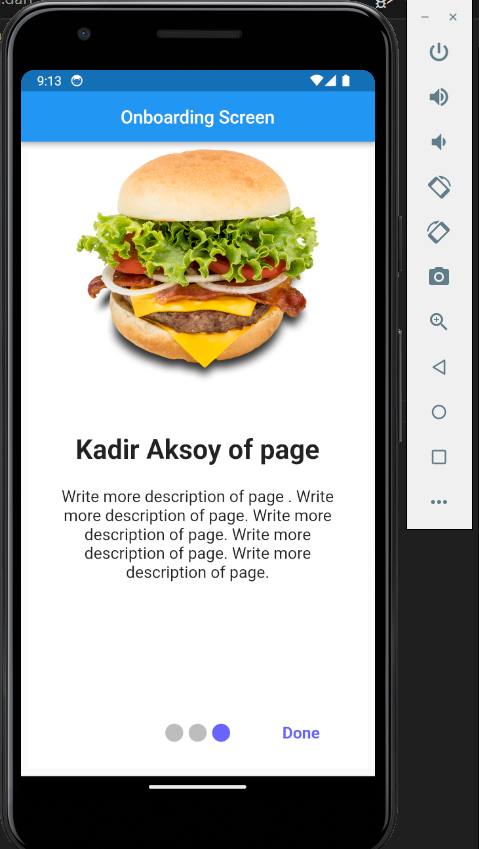 .dart
9:13
Onboarding Screen
Kadir Aksoy of page
Write more description of page . Write
more description of page. Write more
description of page. Write more
description of page. Write more
description of page.
Done